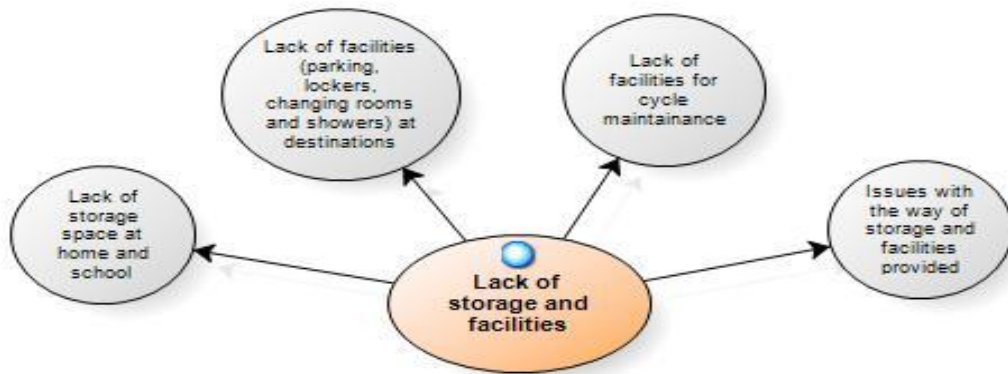 Lack of facilities
(parking,
lockers,
changing rooms
and showers) at
destinations
Lack of
facilities for
cycle
maintainance
Lack of
storage
space at
home and
school
Issues with
the way of
storage and
facilities
provided
Lack of
storage and
facilities